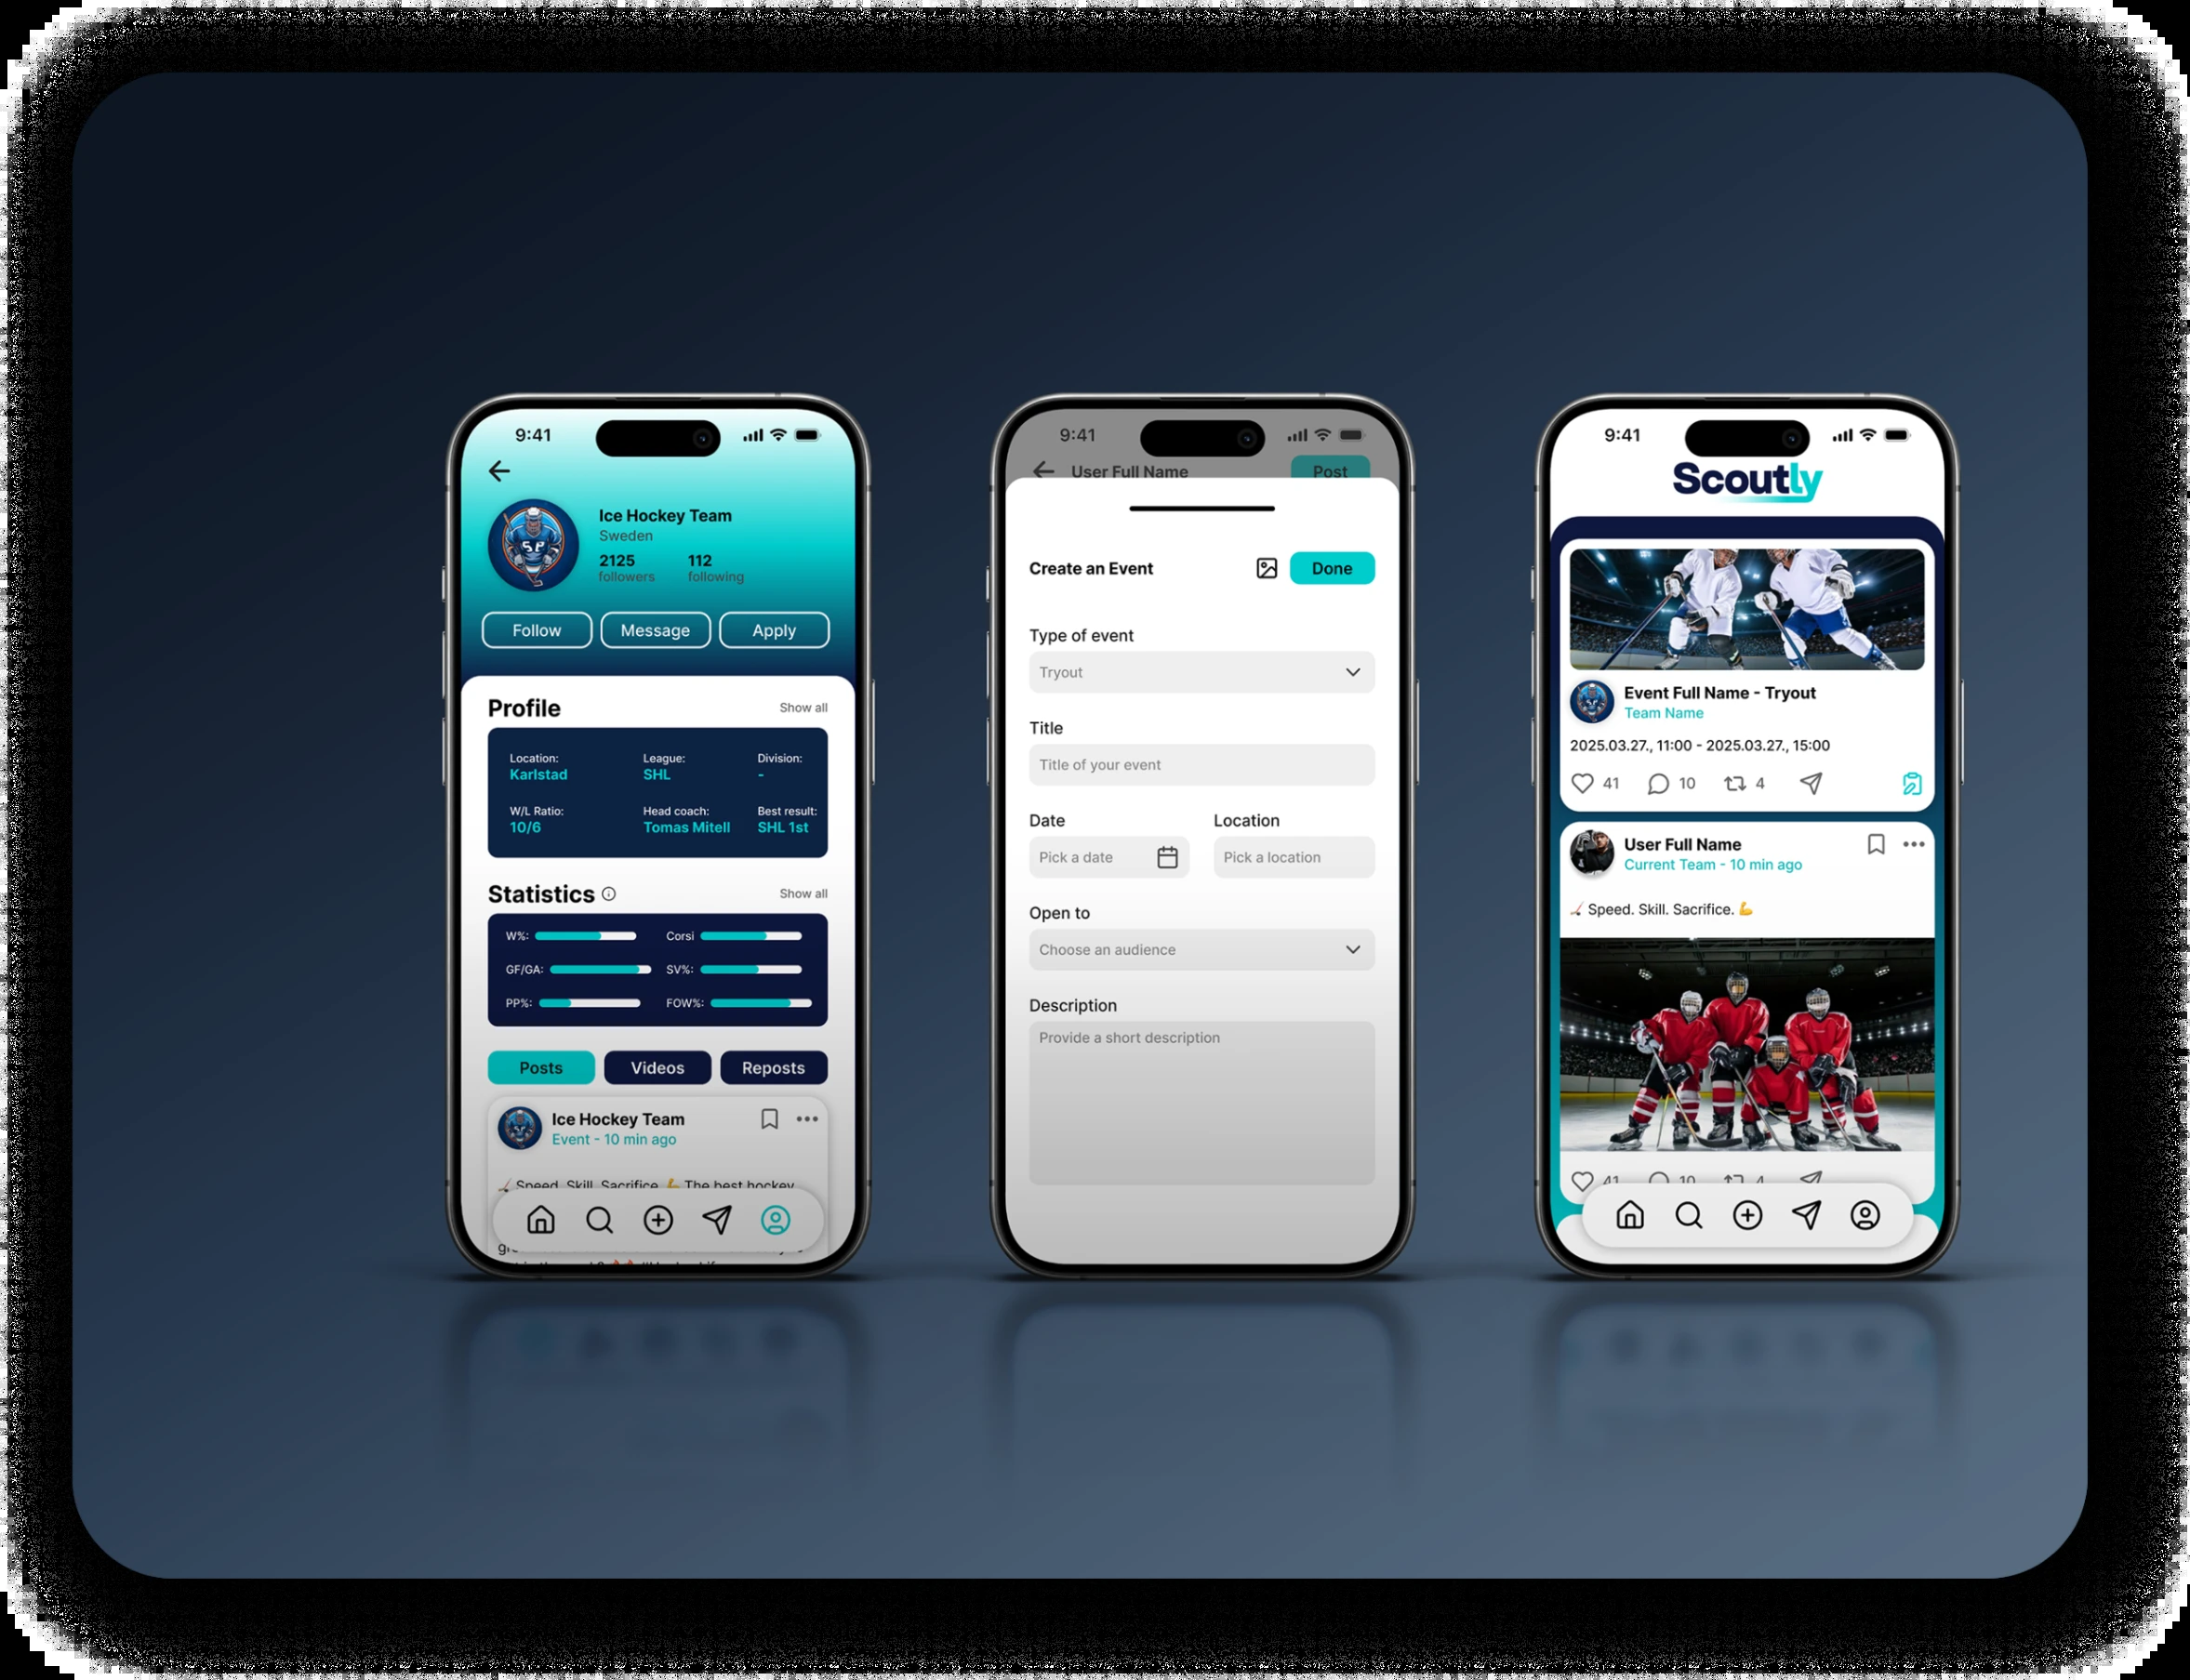 9:41
Ice Hockey Team
Sweden
2125 112
followers following
Follow Message Apply
Profile Show all
Location: League: Division:
Karlstad SHL -
W/L Ratio: Head coach: Best result:
10/6 Tomas Mitell SHL 1st
Statistics Show all
W%: Corsi
GF/GA: SV%:
PP%: FOW%:
Posts Videos Reposts
Ice Hockey Team
Event - 10 min ago
🏒 Speed. Skill. Sacrifice. 💪 The best hockey
9:41
User Full Name Post
Create an Event Done
Type of event
Tryout
Title
Title of your event
Date Location
Pick a date Pick a location
Open to
Choose an audience
Description
Provide a short description
9:41
Scoutly
Event Full Name - Tryout
Team Name
2025.03.27., 11:00 - 2025.03.27., 15:00
41 10 4
User Full Name
Current Team - 10 min ago
🏒 Speed. Skill. Sacrifice. 💪
41 10 4